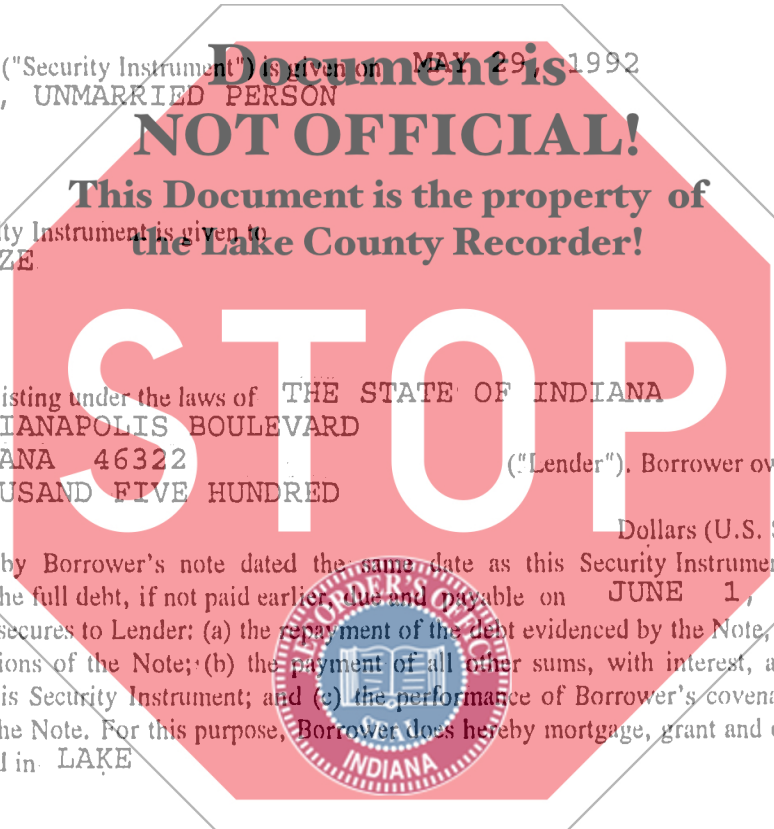 Document is
NOT OFFICIAL!
This Document is the property of
the Lake County Recorder!
STOP
("Security Instrument") is given on MAY 29, 1992
, UNMARRIED PERSON
ty Instrument is given to
ZE
isting under the laws of THE STATE OF INDIANA
IANAPOLIS BOULEVARD
ANA 46322 ("Lender"). Borrower ow
USAND FIVE HUNDRED
Dollars (U.S. $
by Borrower's note dated the same date as this Security Instrumen
he full debt, if not paid earlier, due and payable on JUNE 1,
secures to Lender: (a) the repayment of the debt evidenced by the Note,
ions of the Note; (b) the payment of all other sums, with interest, a
is Security Instrument; and (c) the performance of Borrower's covena
he Note. For this purpose, Borrower does hereby mortgage, grant and c
l in LAKE
RECORDER'S OFFICE
SEAL
INDIANA